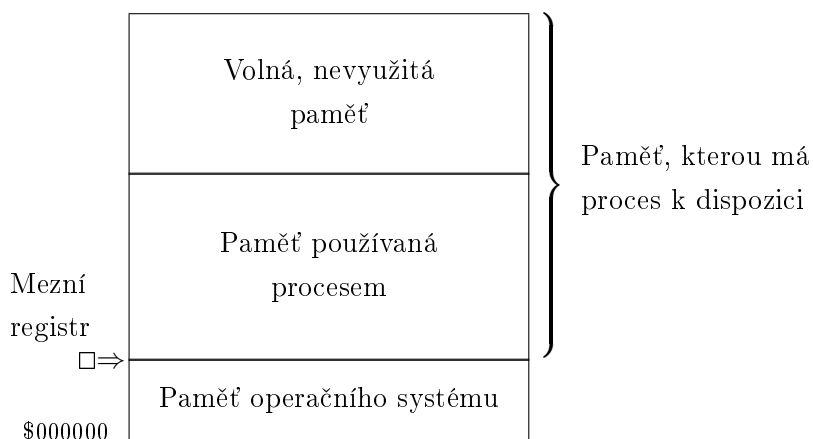 Volná, nevyužitá
paměť
Paměť, kterou má
proces k dispozici
Paměť používaná
procesem
Mezní
registr
□⇒
Paměť operačního systému
$000000